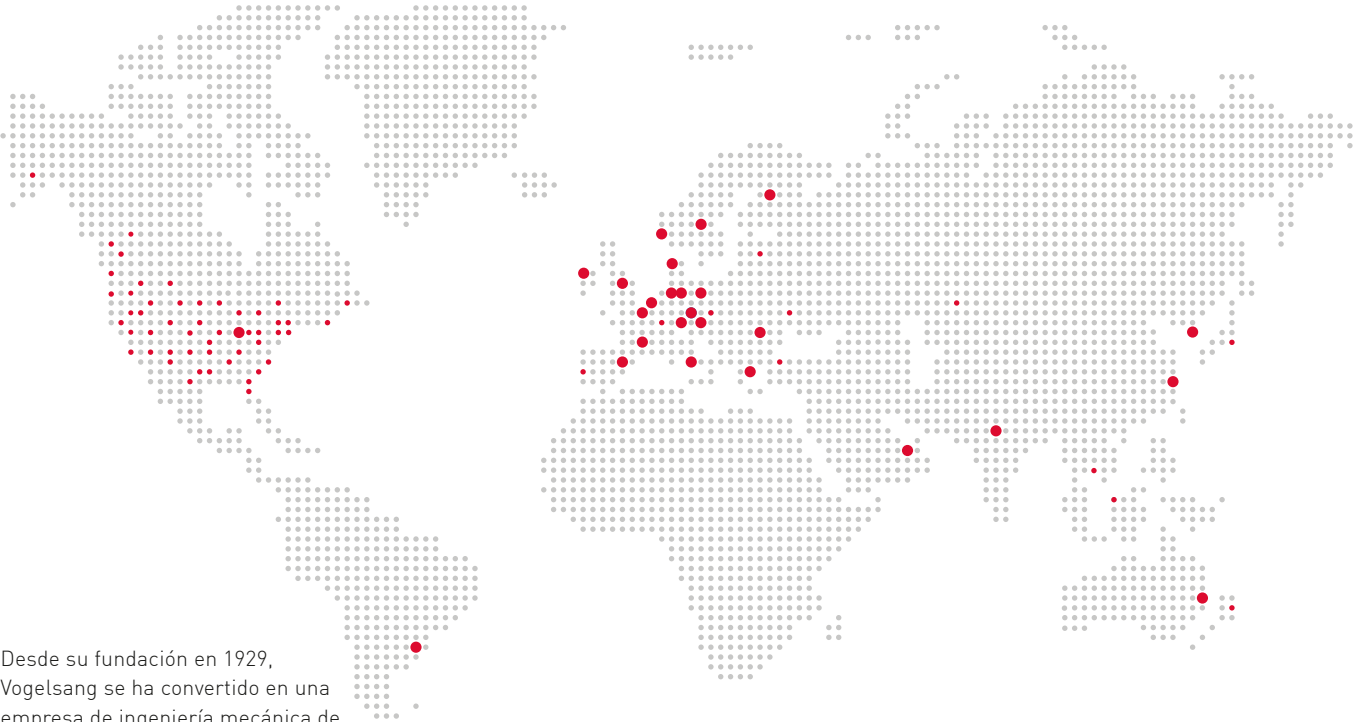 Desde su fundación en 1929,
Vogelsang se ha convertido en una
empresa de ingeniería mecánica de